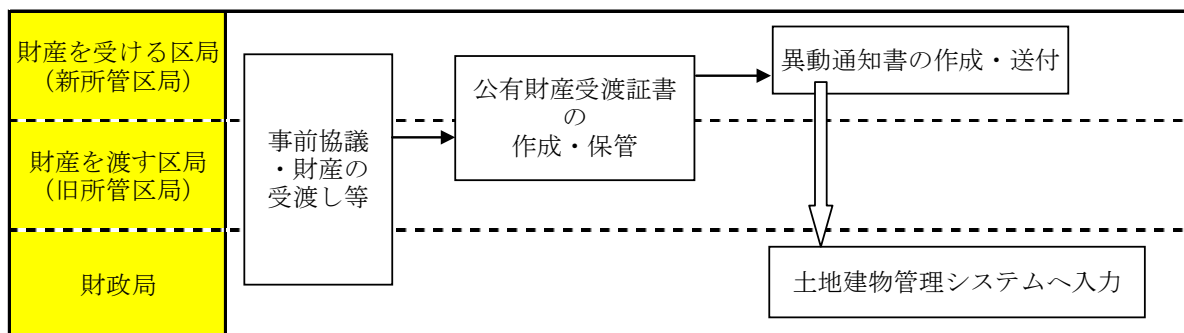 財産を受ける区局
（新所管区局）
財産を渡す区局
（旧所管区局）
財政局
事前協議
・財産の
受渡し等
公有財産受渡証書
の
作成・保管
異動通知書の作成・送付
土地建物管理システムへ入力